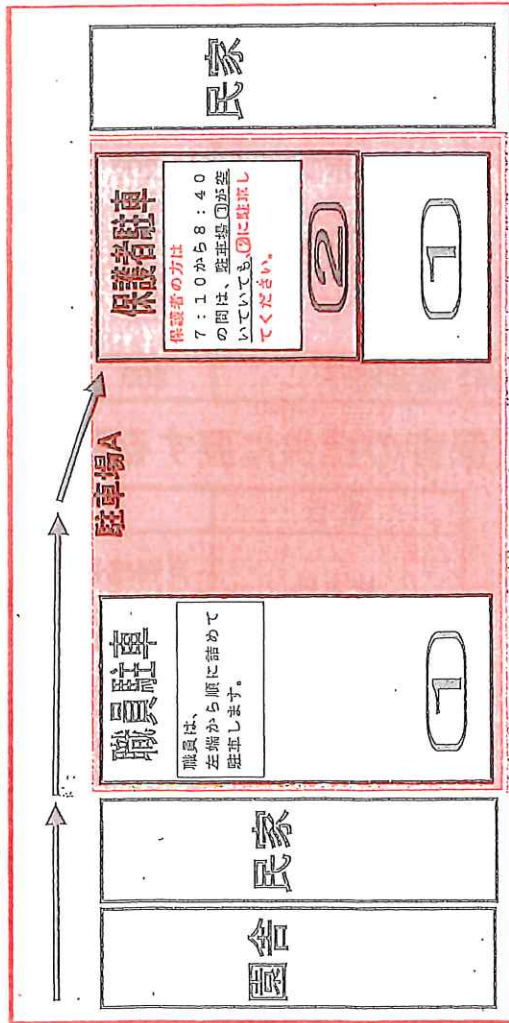 園舎
民家
職員駐車
職員は、
左端から順に詰めて
駐車します。
1
駐車場A
保護者駐車
保護者の方は
7:10から8:40
の間は、駐車場①が空
いていても、②に駐車し
てください。
2
1
民家